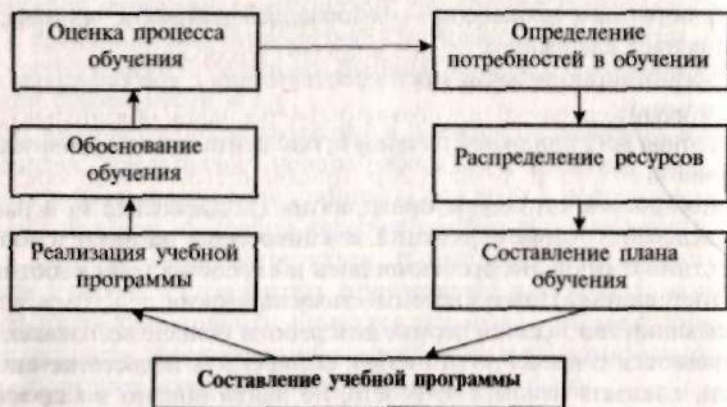 Оценка процесса
обучения
Определение
потребностей в обучении
Обоснование
обучения
Распределение ресурсов
Реализация учебной
программы
Составление плана
обучения
Составление учебной программы